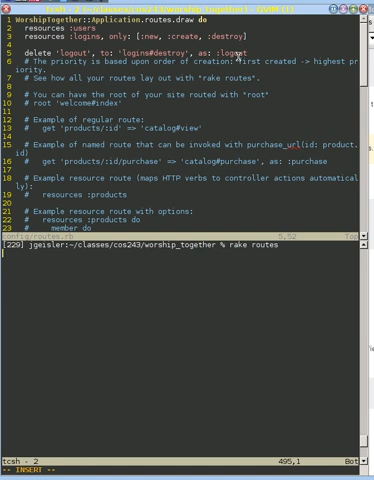 1 WorshipTogether::Application.routes.draw do
2   resources :users
3   resources :logins, only: [:new, :create, :destroy]
4
5   delete 'logout', to: 'logins#destroy', as: :logout
6   # The priority is based upon order of creation: first created -> highest pr
iority.
7   # See how all your routes lay out with "rake routes".
8
9   # You can have the root of your site routed with "root"
10   # root 'welcome#index'
11
12   # Example of regular route:
13   #   get 'products/:id' => 'catalog#view'
14
15   # Example of named route that can be invoked with purchase_url(id: product.
id)
16   #   get 'products/:id/purchase' => 'catalog#purchase', as: :purchase
17
18   # Example resource route (maps HTTP verbs to controller actions automatical
ly):
19   #   resources :products
20
21   # Example resource route with options:
22   #   resources :products do
23   #     member do
config/routes.rb 5,52 Top
[229] jgeisler:~/classes/cos243/worship_together % rake routes
tcsh - 2 495,1 Bot
-- INSERT --